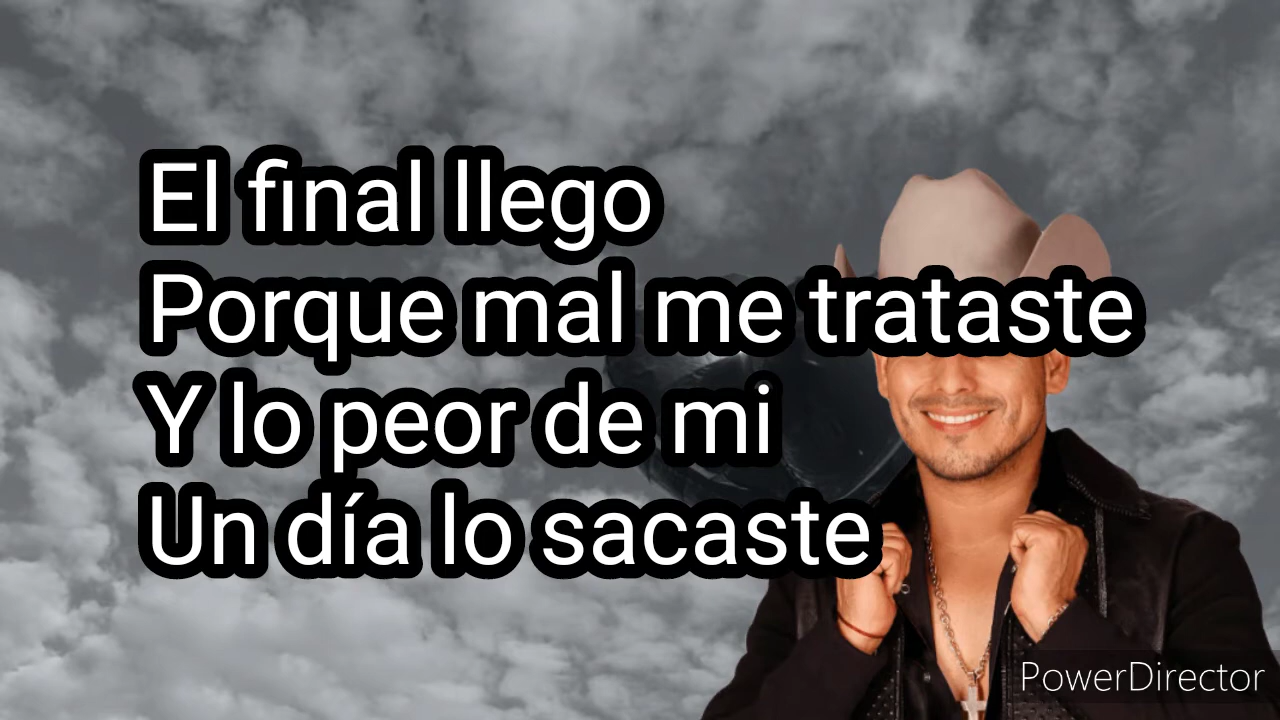 El final llego
Porque mal me trataste
Y lo peor de mi
Un día lo sacaste
PowerDirector